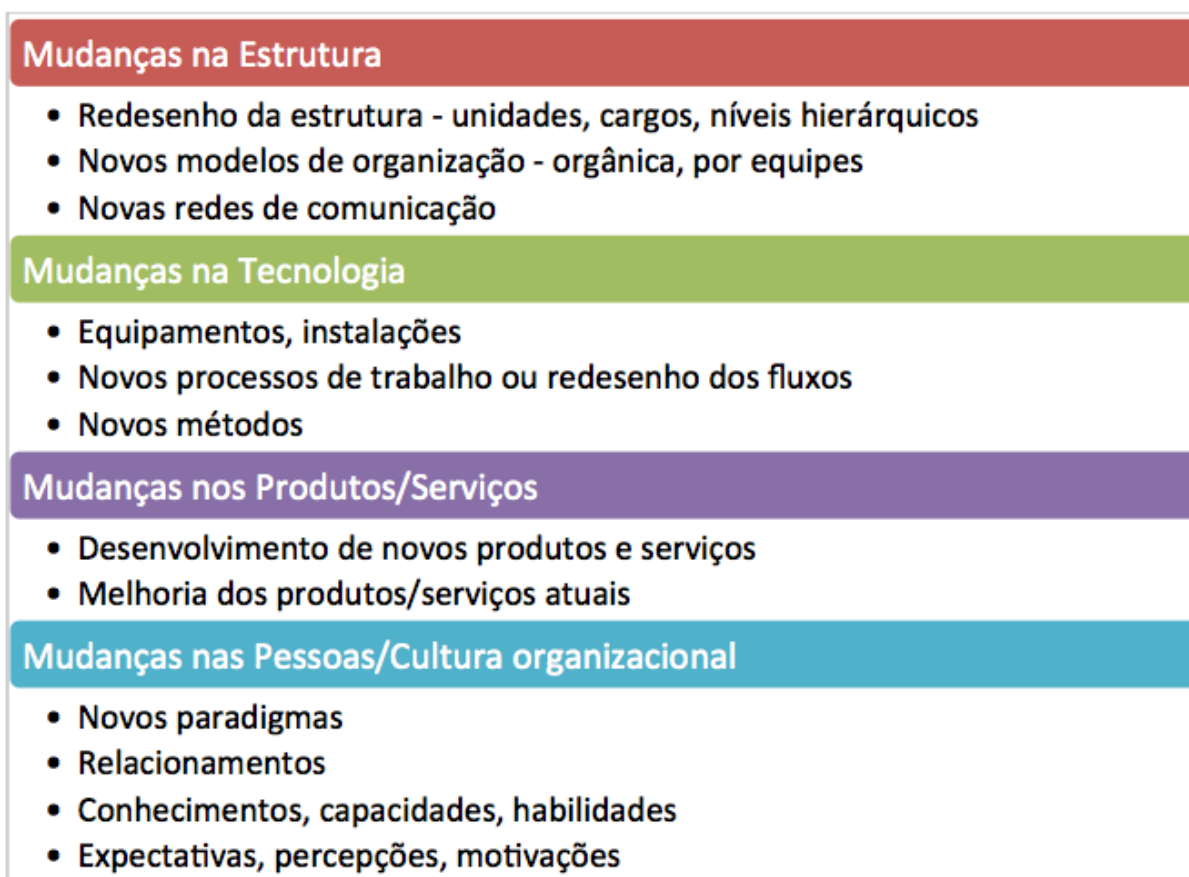 Mudanças na Estrutura
• Redesenho da estrutura - unidades, cargos, níveis hierárquicos
• Novos modelos de organização - orgânica, por equipes
• Novas redes de comunicação
Mudanças na Tecnologia
• Equipamentos, instalações
• Novos processos de trabalho ou redesenho dos fluxos
• Novos métodos
Mudanças nos Produtos/Serviços
• Desenvolvimento de novos produtos e serviços
• Melhoria dos produtos/serviços atuais
Mudanças nas Pessoas/Cultura organizacional
• Novos paradigmas
• Relacionamentos
• Conhecimentos, capacidades, habilidades
• Expectativas, percepções, motivações